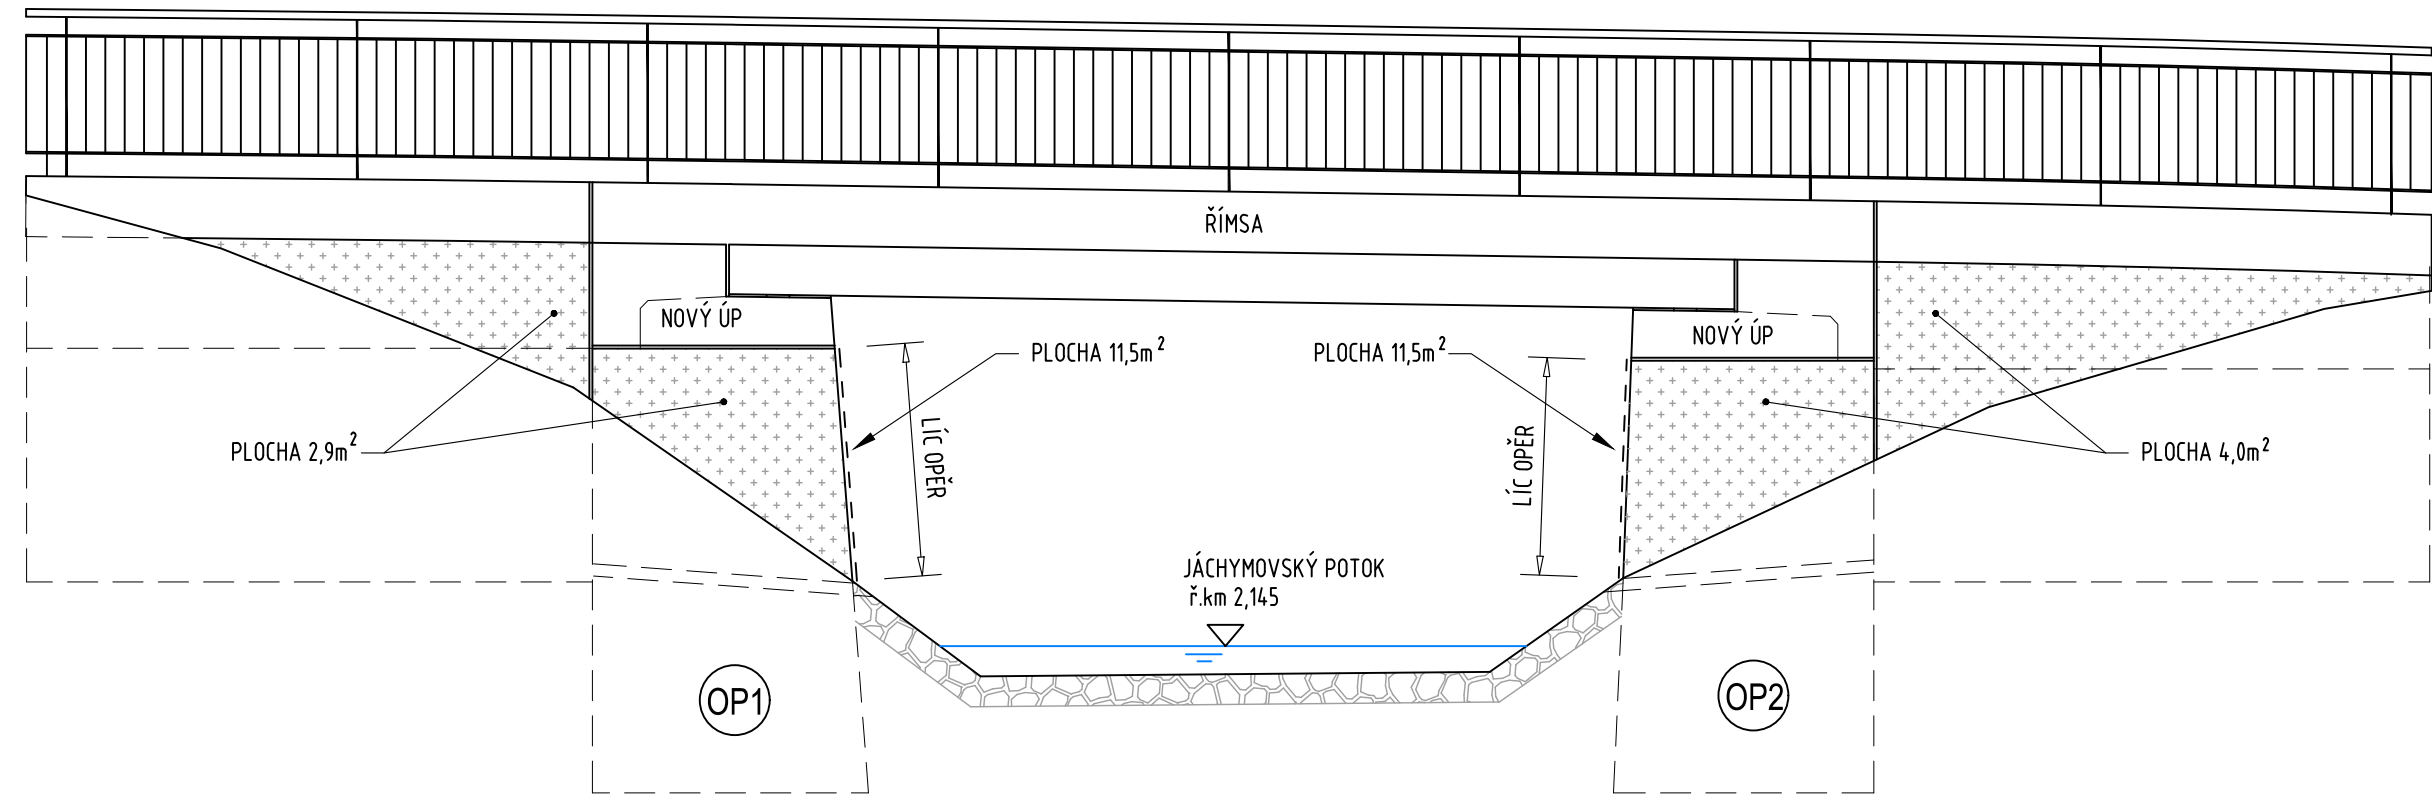 ŘÍMSA
NOVÝ ÚP
NOVÝ ÚP
PLOCHA 11,5m²
PLOCHA 11,5m²
LÍC OPĚR
LÍC OPĚR
PLOCHA 2,9m²
PLOCHA 4,0m²
JÁCHYMOVSKÝ POTOK
ř.km 2,145
OP1
OP2